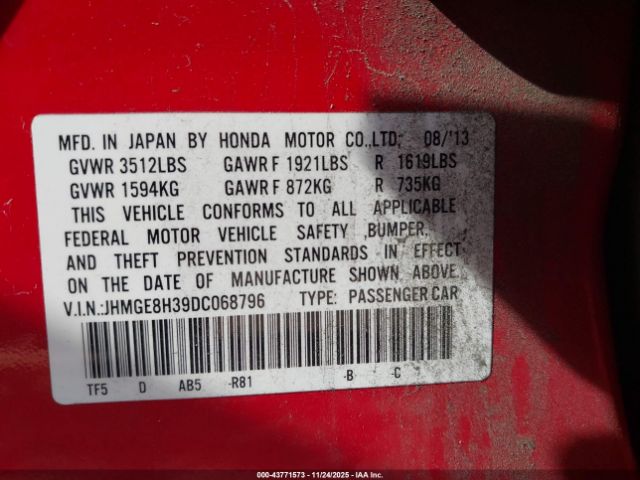 MFD. IN JAPAN BY HONDA MOTOR CO.,LTD; 08/'13
GVWR 3512LBS GAWR F 1921LBS R 1619LBS
GVWR 1594KG GAWR F 872KG R 735KG
THIS VEHICLE CONFORMS TO ALL APPLICABLE
FEDERAL MOTOR VEHICLE SAFETY ,BUMPER,
AND THEFT PREVENTION STANDARDS IN EFFECT
ON THE DATE OF MANUFACTURE SHOWN ABOVE.
V.I.N.:JHMGE8H39DC068796 TYPE: PASSENGER CAR
TF5 D AB5 -R81 -B -C
000-43771573 - 11/24/2025 - IAA Inc.